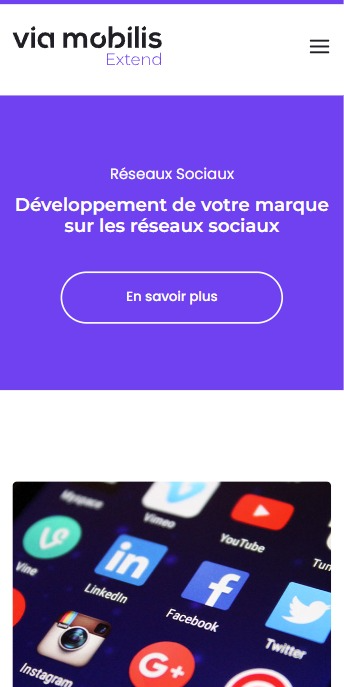 via mobilis
Extend
Réseaux Sociaux
Développement de votre marque
sur les réseaux sociaux
En savoir plus
Myspace
Vimeo
YouTube
Tun
Vine
LinkedIn
Facebook
Twitter
Instagram